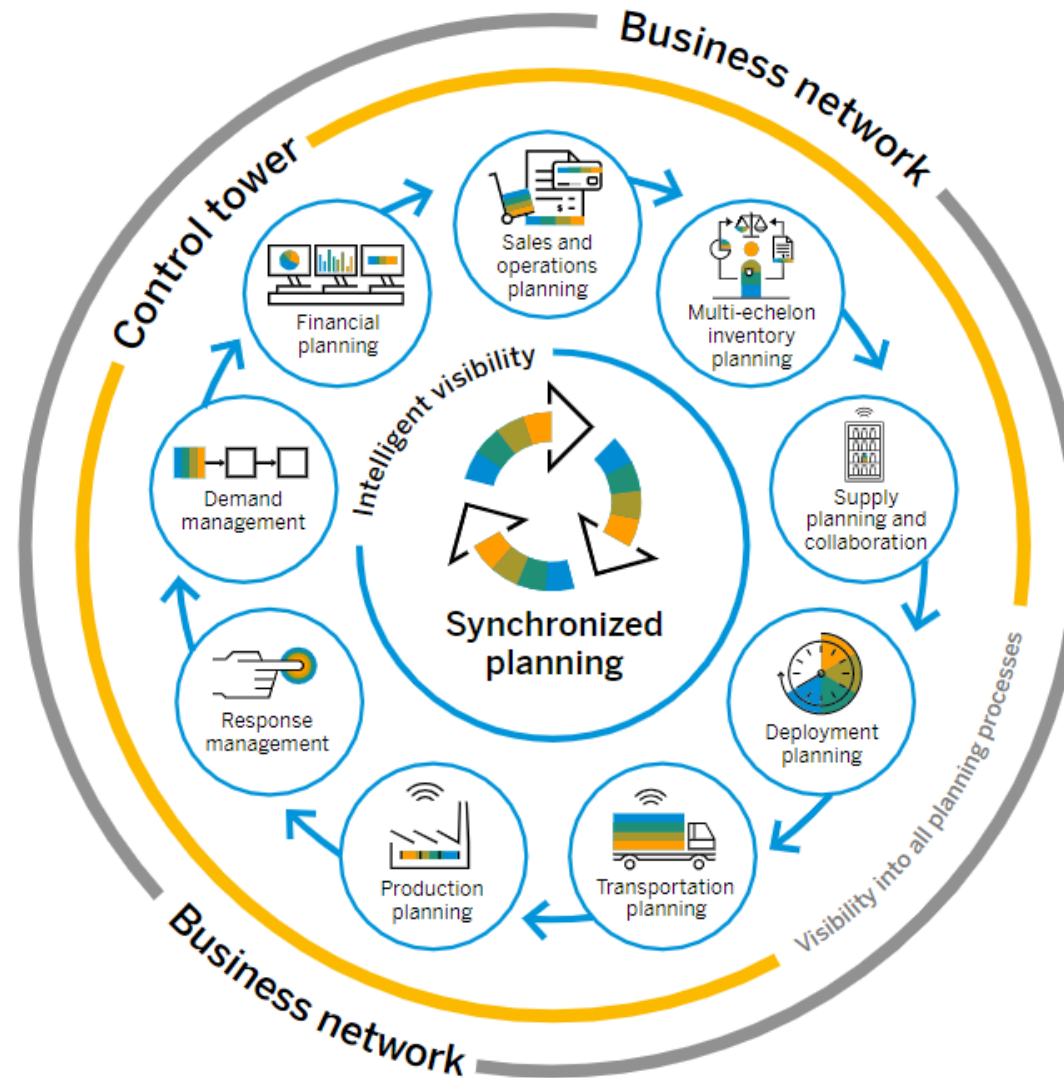 Business network
Control tower
Sales and
operations
planning
Multi-echelon
inventory
planning
Supply
planning and
collaboration
Deployment
planning
Transportation
planning
Production
planning
Response
management
Demand
management
Financial
planning
Intelligent visibility
Synchronized
planning
Visibility into all planning processes
Business network